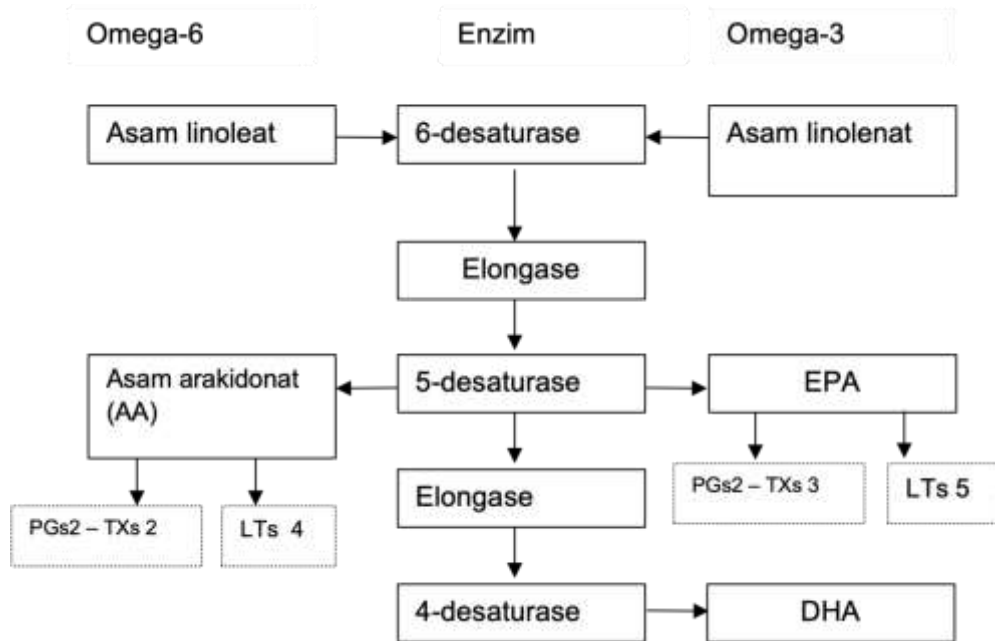 Omega-6
Enzim
Omega-3
Asam linoleat
6-desaturase
Asam linolenat
Elongase
Asam arakidonat
(AA)
5-desaturase
EPA
PGs2 – TXs 2
LTs 4
Elongase
PGs2 – TXs 3
LTs 5
4-desaturase
DHA